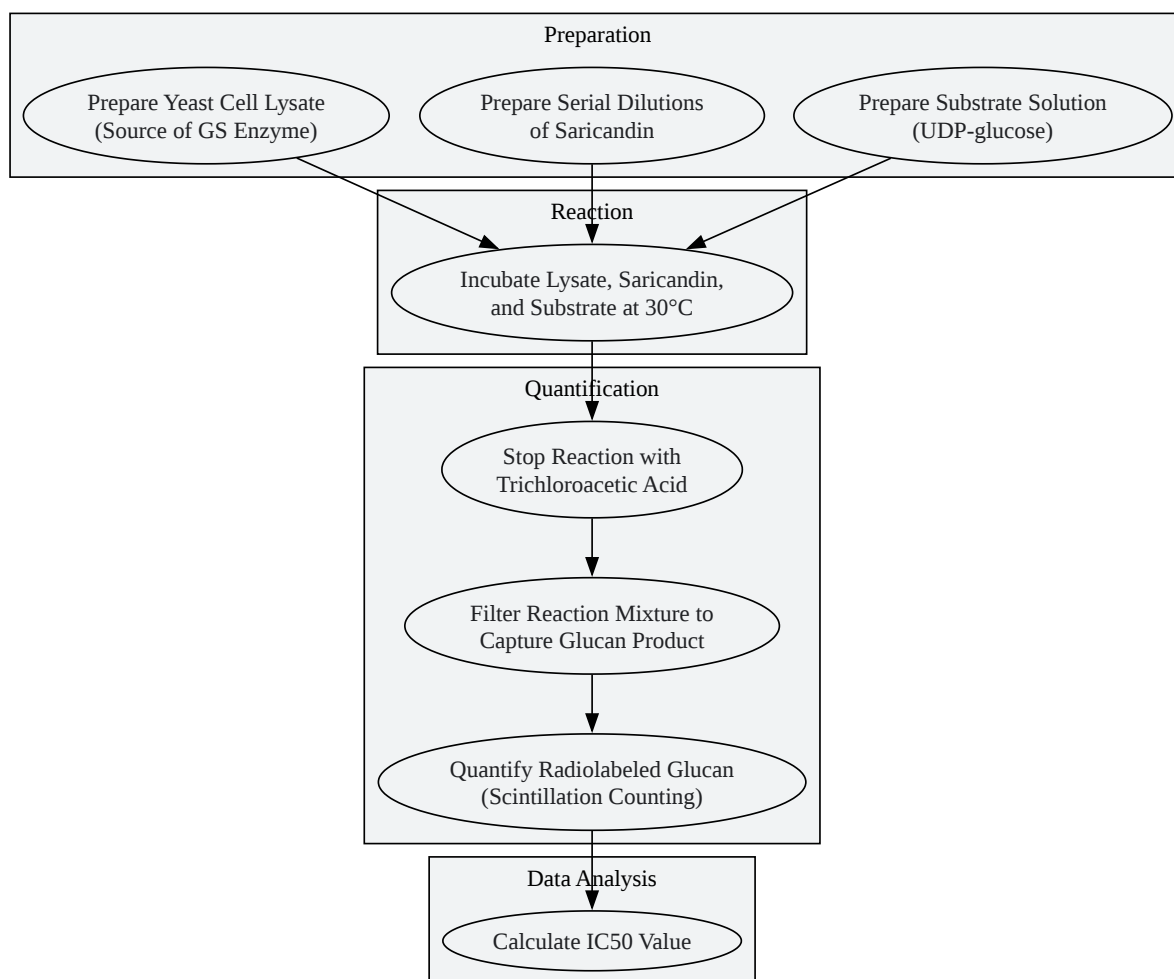 Preparation
Prepare Yeast Cell Lysate
(Source of GS Enzyme)
Prepare Serial Dilutions
of Saricandin
Prepare Substrate Solution
(UDP-glucose)
Reaction
Incubate Lysate, Saricandin,
and Substrate at 30°C
Quantification
Stop Reaction with
Trichloroacetic Acid
Filter Reaction Mixture to
Capture Glucan Product
Quantify Radiolabeled Glucan
(Scintillation Counting)
Data Analysis
Calculate IC50 Value